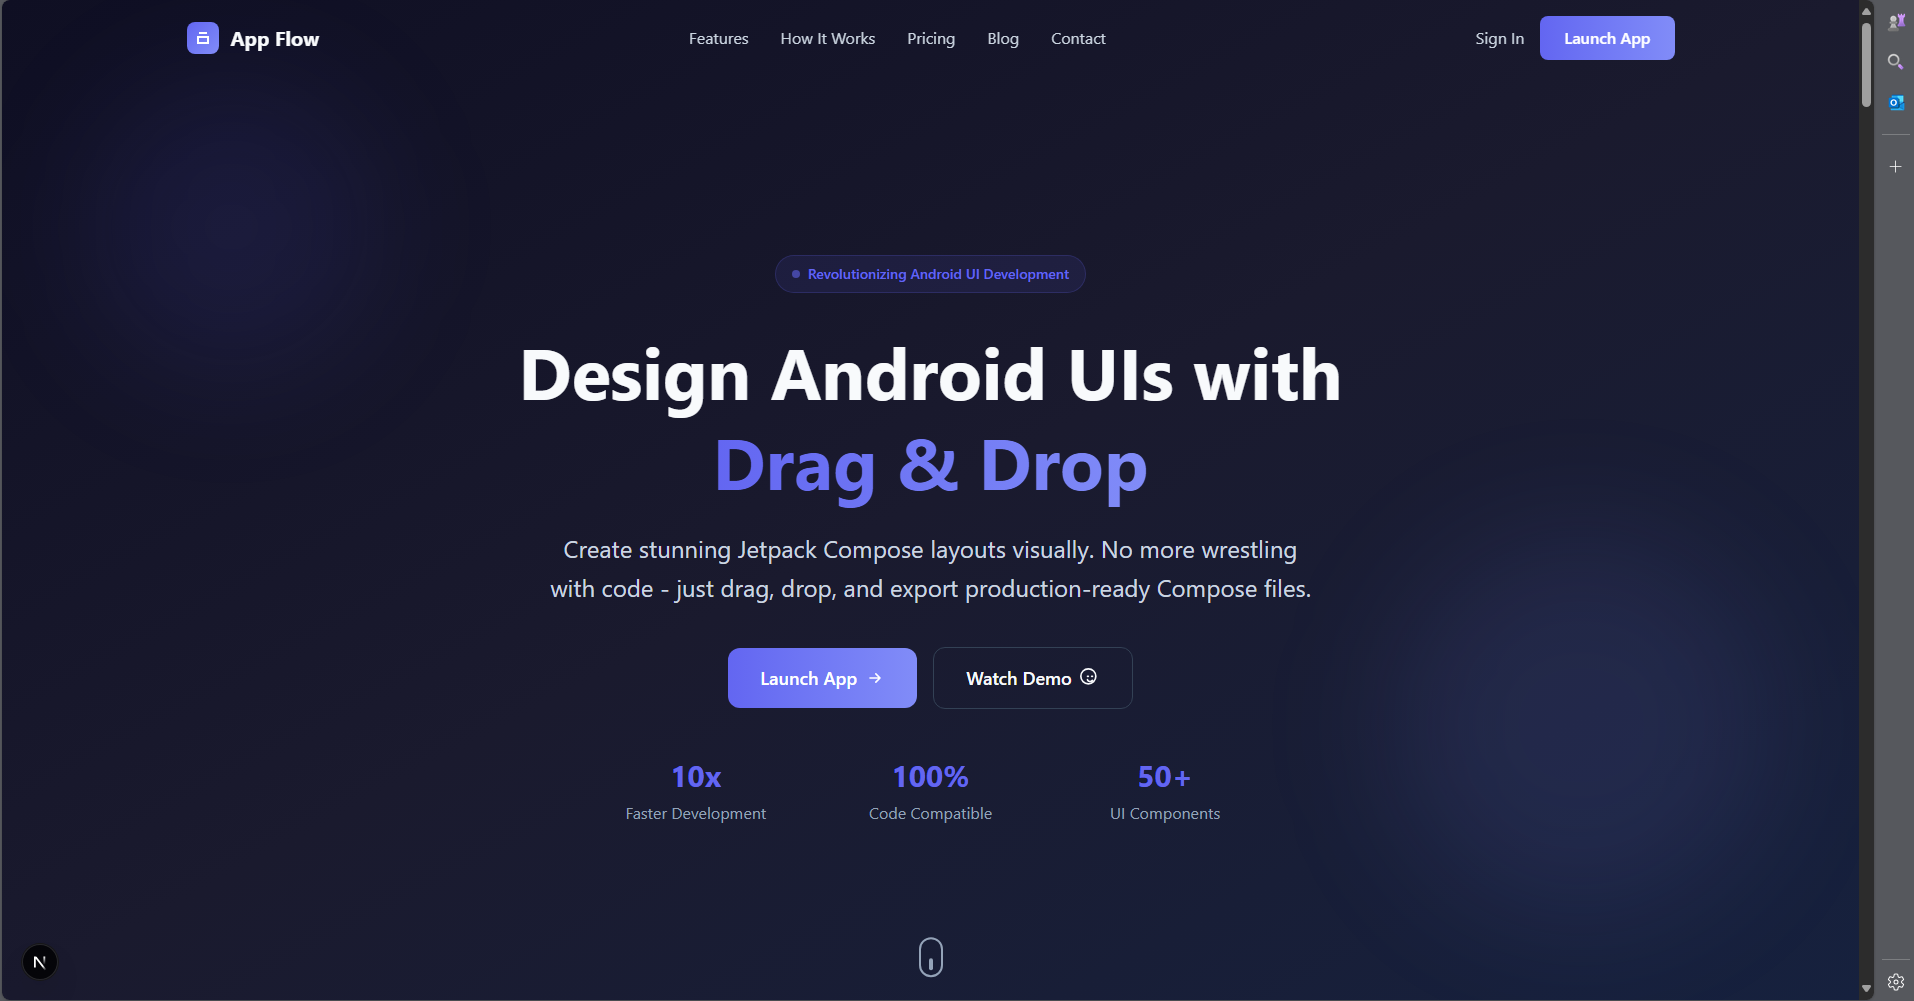 App Flow
Features
How It Works
Pricing
Blog
Contact
Sign In
Launch App
Revolutionizing Android UI Development
Design Android UIs with
Drag & Drop
Create stunning Jetpack Compose layouts visually. No more wrestling
with code - just drag, drop, and export production-ready Compose files.
Launch App →
Watch Demo
10x
100%
50+
Faster Development
Code Compatible
UI Components
N